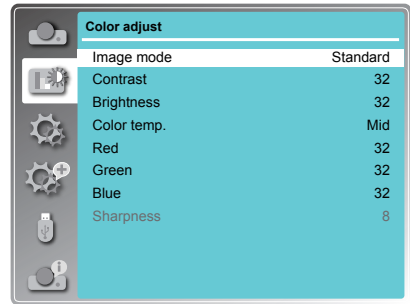 Color adjust
Image mode Standard
Contrast 32
Brightness 32
Color temp. Mid
Red 32
Green 32
Blue 32
Sharpness 8